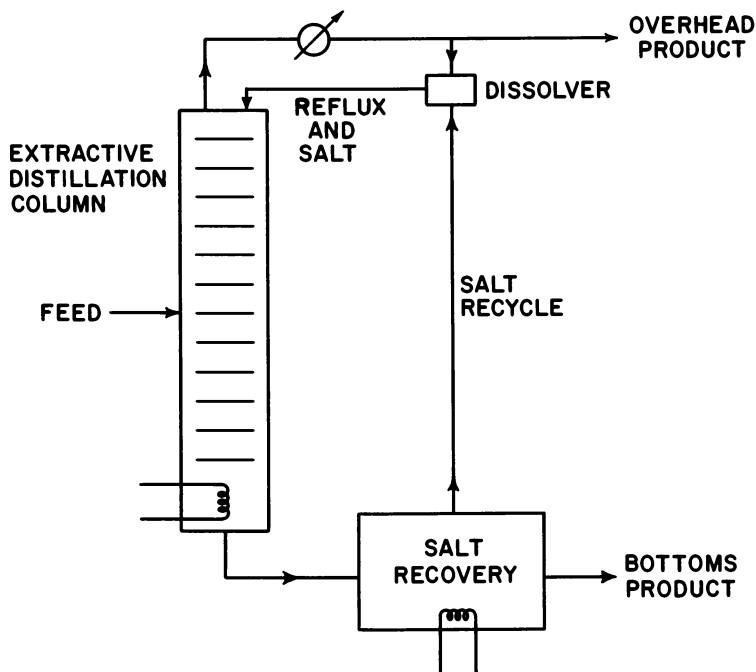 OVERHEAD
PRODUCT
DISSOLVER
REFLUX
AND
SALT
EXTRACTIVE
DISTILLATION
COLUMN
SALT
RECYCLE
FEED
SALT
RECOVERY
BOTTOMS
PRODUCT